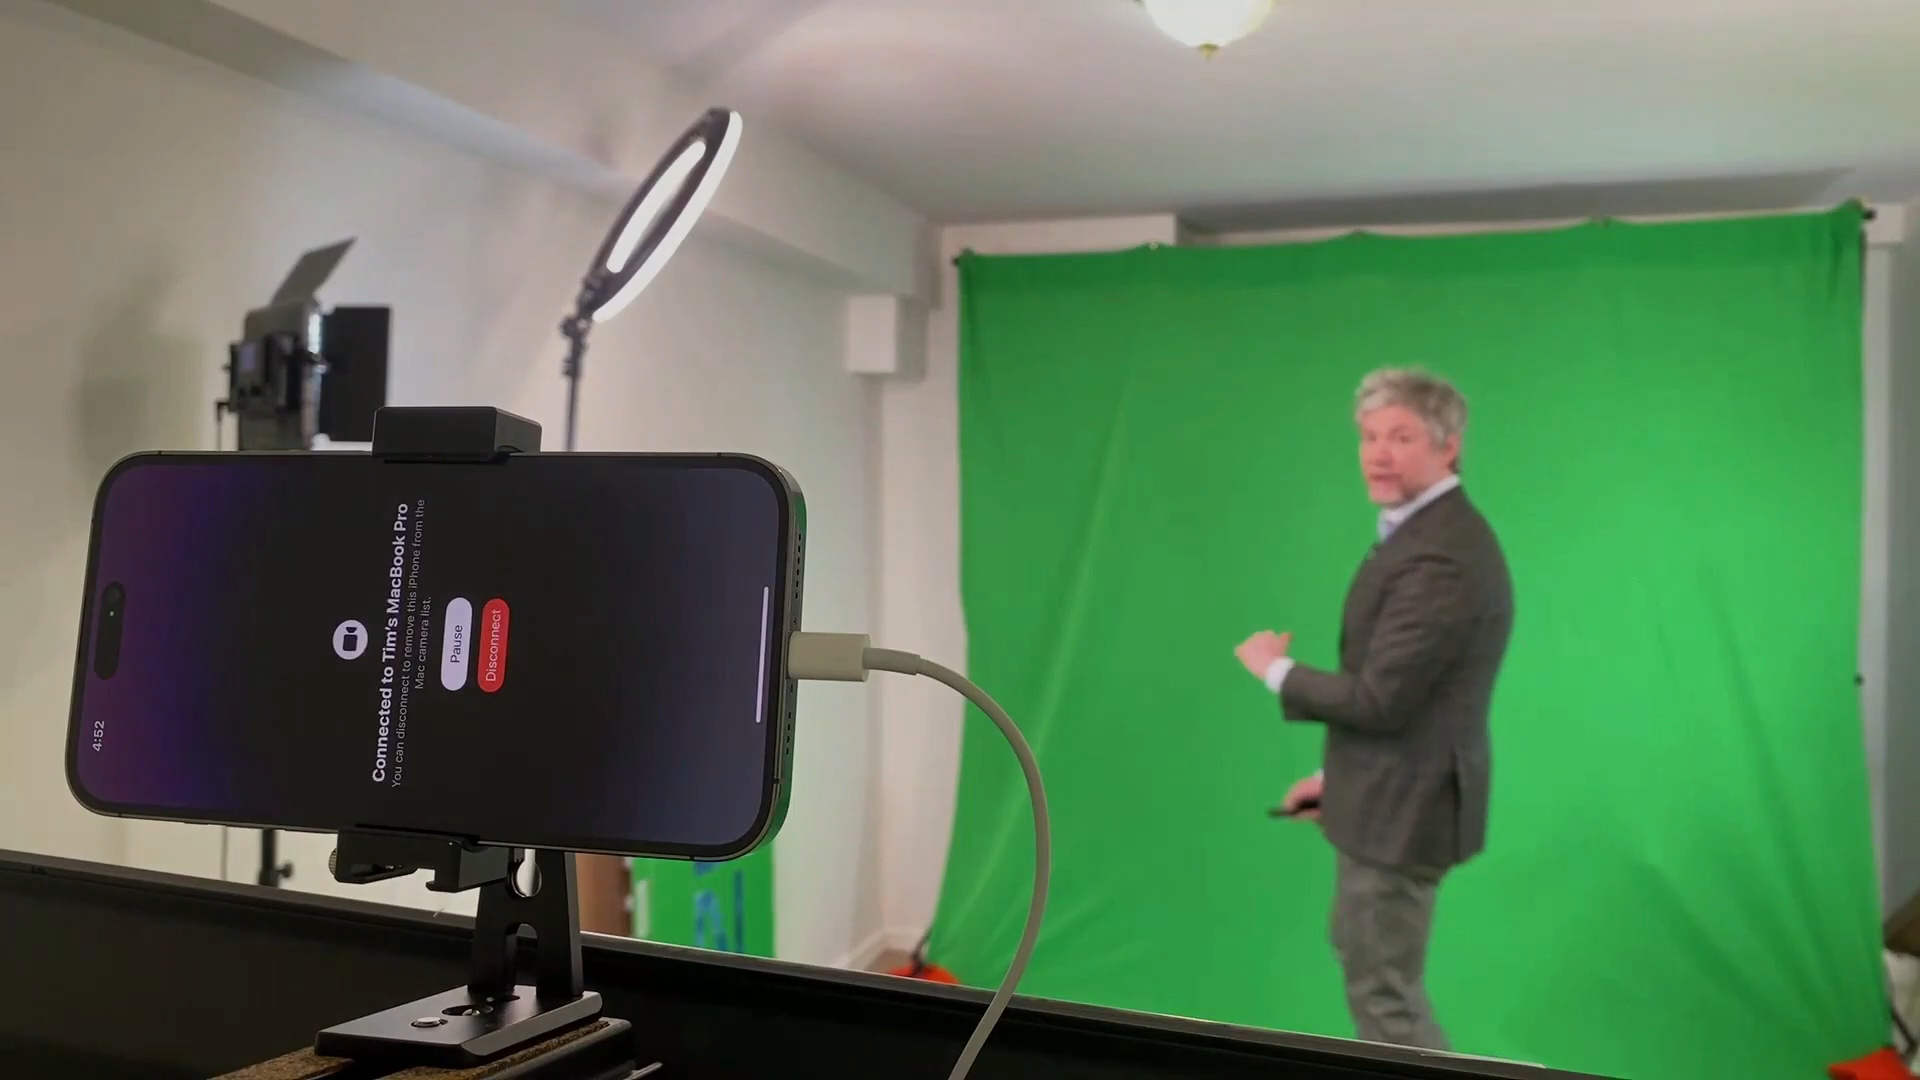 4:52
Connected to Tim's MacBook Pro
You can disconnect to remove this iPhone from the
Mac camera list.
Pause
Disconnect